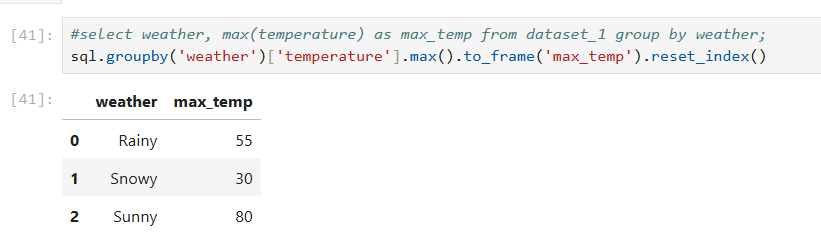 [41]: #select weather, max(temperature) as max_temp from dataset_1 group by weather;
sql.groupby('weather')['temperature'].max().to_frame('max_temp').reset_index()
[41]:
weather max_temp
0 Rainy 55
1 Snowy 30
2 Sunny 80